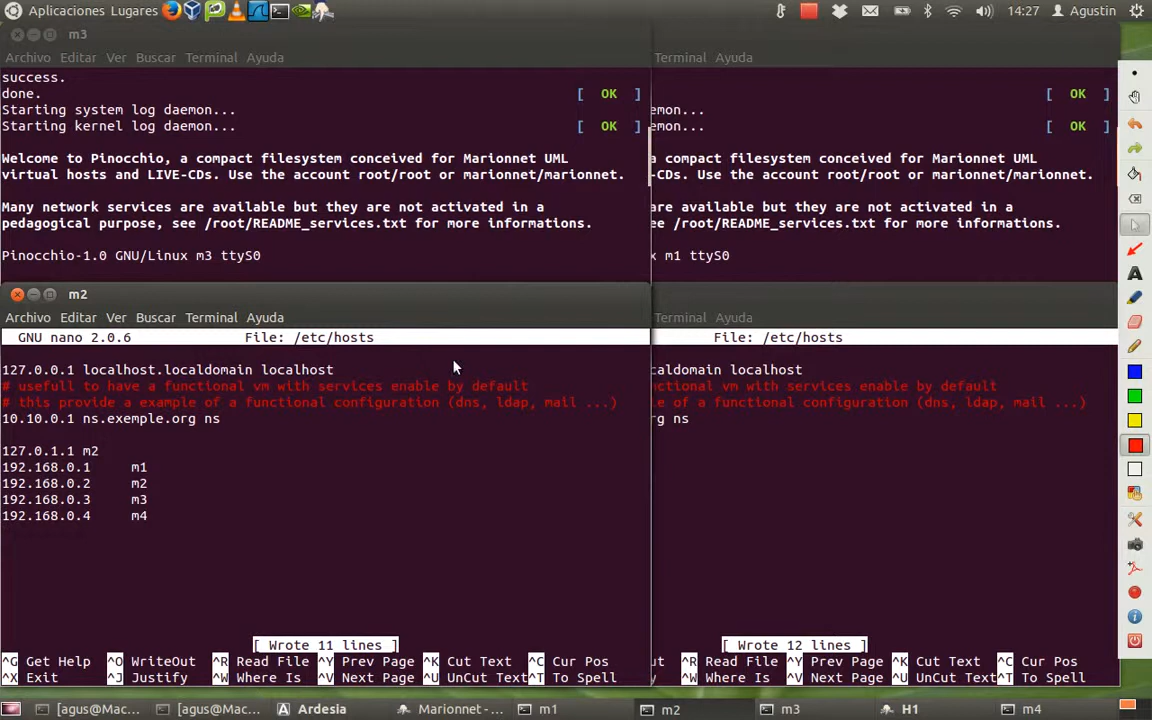 Aplicaciones Lugares 14:27 Agustin
m3
Archivo Editar Ver Buscar Terminal Ayuda
success.
done. [ OK ]
Starting system log daemon...
Starting kernel log daemon... [ OK ]
Welcome to Pinocchio, a compact filesystem conceived for Marionnet UML
virtual hosts and LIVE-CDs. Use the account root/root or marionnet/marionnet.
Many network services are available but they are not activated in a
pedagogical purpose, see /root/README_services.txt for more informations.
Pinocchio-1.0 GNU/Linux m3 ttyS0
Terminal Ayuda
[ OK ]
emon...
emon... [ OK ]
a compact filesystem conceived for Marionnet UML
-CDs. Use the account root/root or marionnet/marionnet.
are available but they are not activated in a
ee /root/README_services.txt for more informations.
x m1 ttyS0
m2
Archivo Editar Ver Buscar Terminal Ayuda
GNU nano 2.0.6 File: /etc/hosts
127.0.0.1 localhost.localdomain localhost
# usefull to have a functional vm with services enable by default
# this provide a example of a functional configuration (dns, ldap, mail ...)
10.10.0.1 ns.exemple.org ns
127.0.1.1 m2
192.168.0.1 m1
192.168.0.2 m2
192.168.0.3 m3
192.168.0.4 m4
[ Wrote 11 lines ]
^G Get Help ^O WriteOut ^R Read File ^Y Prev Page ^K Cut Text ^C Cur Pos
^X Exit ^J Justify ^W Where Is ^V Next Page ^U UnCut Text ^T To Spell
Terminal Ayuda
File: /etc/hosts
caldomain localhost
nctional vm with services enable by default
le of a functional configuration (dns, ldap, mail ...)
rg ns
[ Wrote 12 lines ]
ut ^R Read File ^Y Prev Page ^K Cut Text ^C Cur Pos
y ^W Where Is ^V Next Page ^U UnCut Text ^T To Spell
[agus@Mac... [agus@Mac... Ardesia Marionnet -... m1 m2 m3 H1 m4